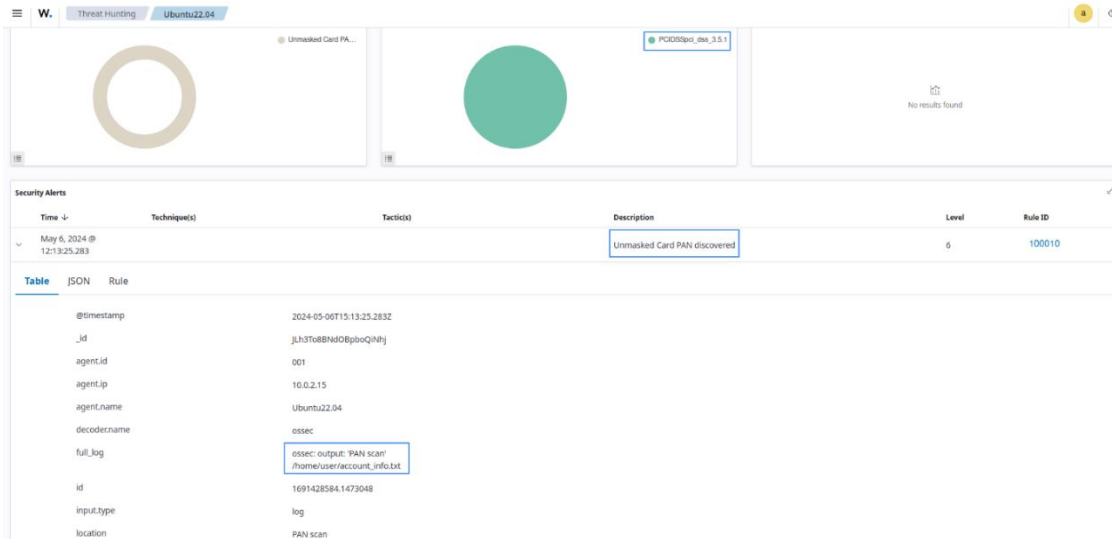 W. Threat Hunting Ubuntu22.04 a
Unmasked Card PA...
PCIDSSpci_dss_3.5.1
No results found
Security Alerts
Time ↓ Technique(s) Tactic(s) Description Level Rule ID
May 6, 2024 @
12:13:25.283
Unmasked Card PAN discovered 6 100010
Table JSON Rule
@timestamp 2024-05-06T15:13:25.283Z
_id JLh3To8BNdOBpboQiNhj
agent.id 001
agent.ip 10.0.2.15
agent.name Ubuntu22.04
decoder.name ossec
full_log ossec: output: 'PAN scan'
/home/user/account_info.txt
id 1691428584.1473048
input.type log
location PAN scan